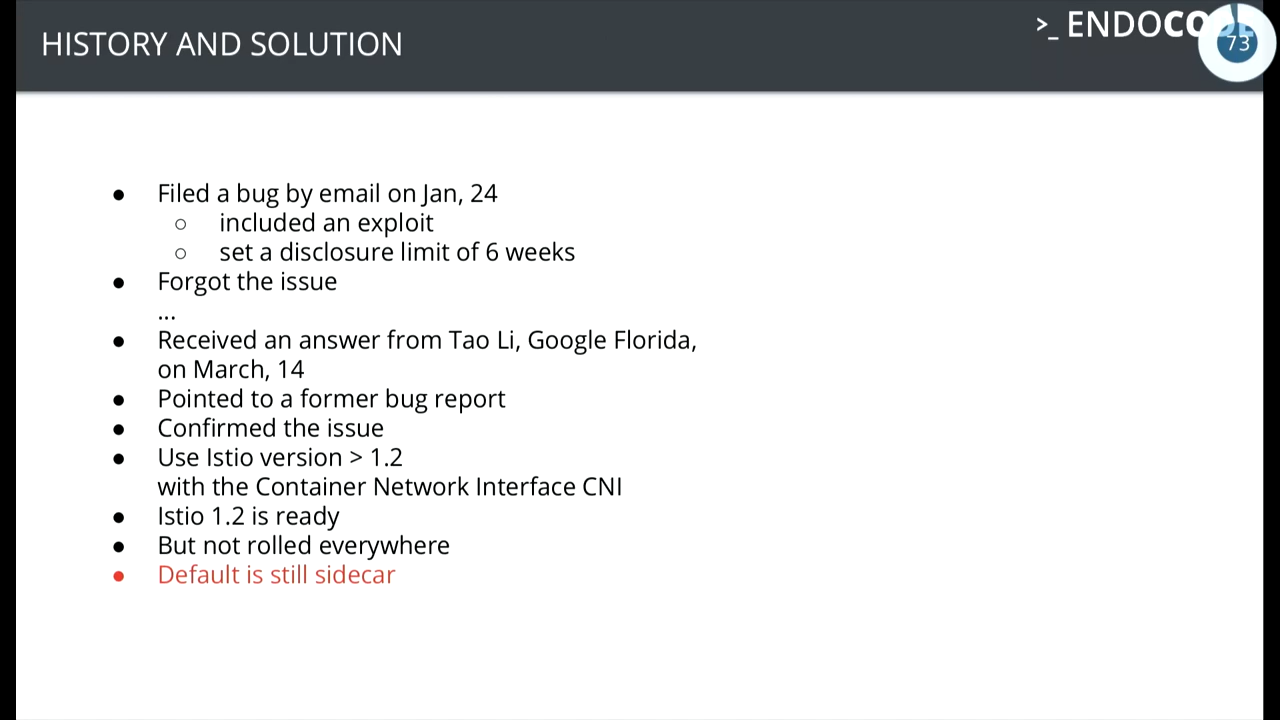 HISTORY AND SOLUTION
>_ ENDOCODE
73
● Filed a bug by email on Jan, 24
○ included an exploit
○ set a disclosure limit of 6 weeks
● Forgot the issue
...
● Received an answer from Tao Li, Google Florida,
on March, 14
● Pointed to a former bug report
● Confirmed the issue
● Use Istio version > 1.2
with the Container Network Interface CNI
● Istio 1.2 is ready
● But not rolled everywhere
● Default is still sidecar